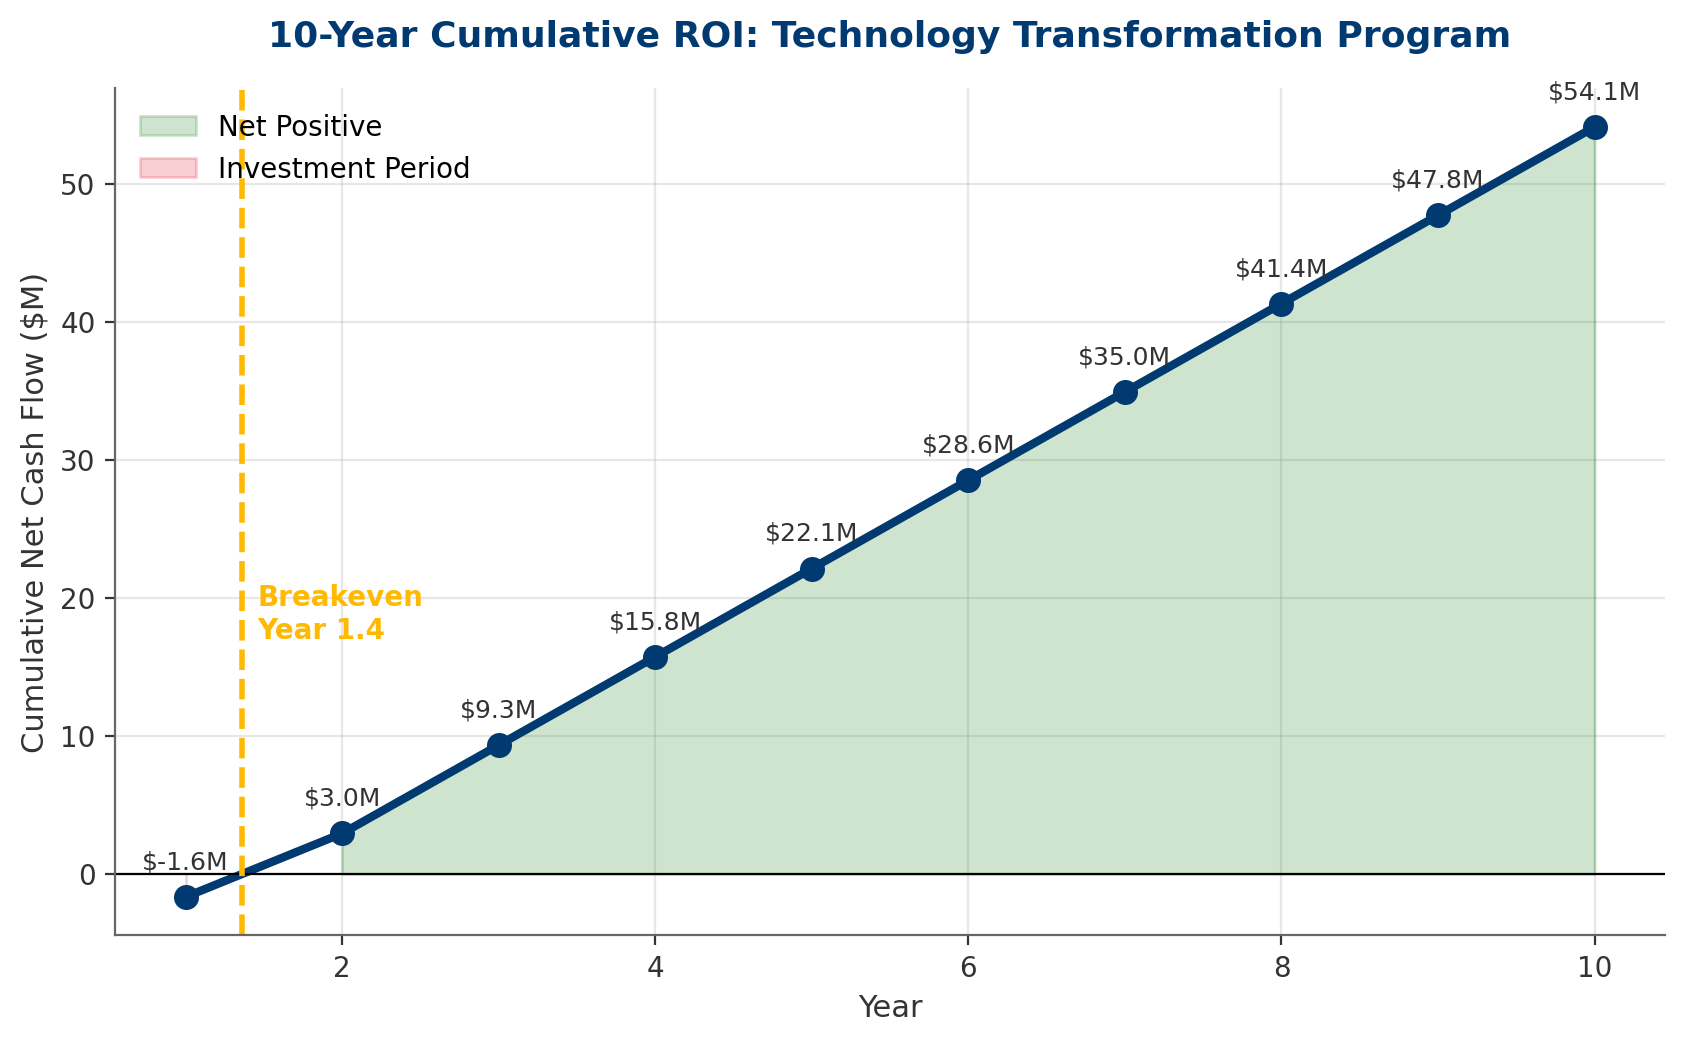 10-Year Cumulative ROI: Technology Transformation Program
Net Positive
Investment Period
Cumulative Net Cash Flow ($M)
50
40
30
20
10
0
$-1.6M
$3.0M
$9.3M
$15.8M
$22.1M
$28.6M
$35.0M
$41.4M
$47.8M
$54.1M
Breakeven
Year 1.4
2
4
6
8
10
Year